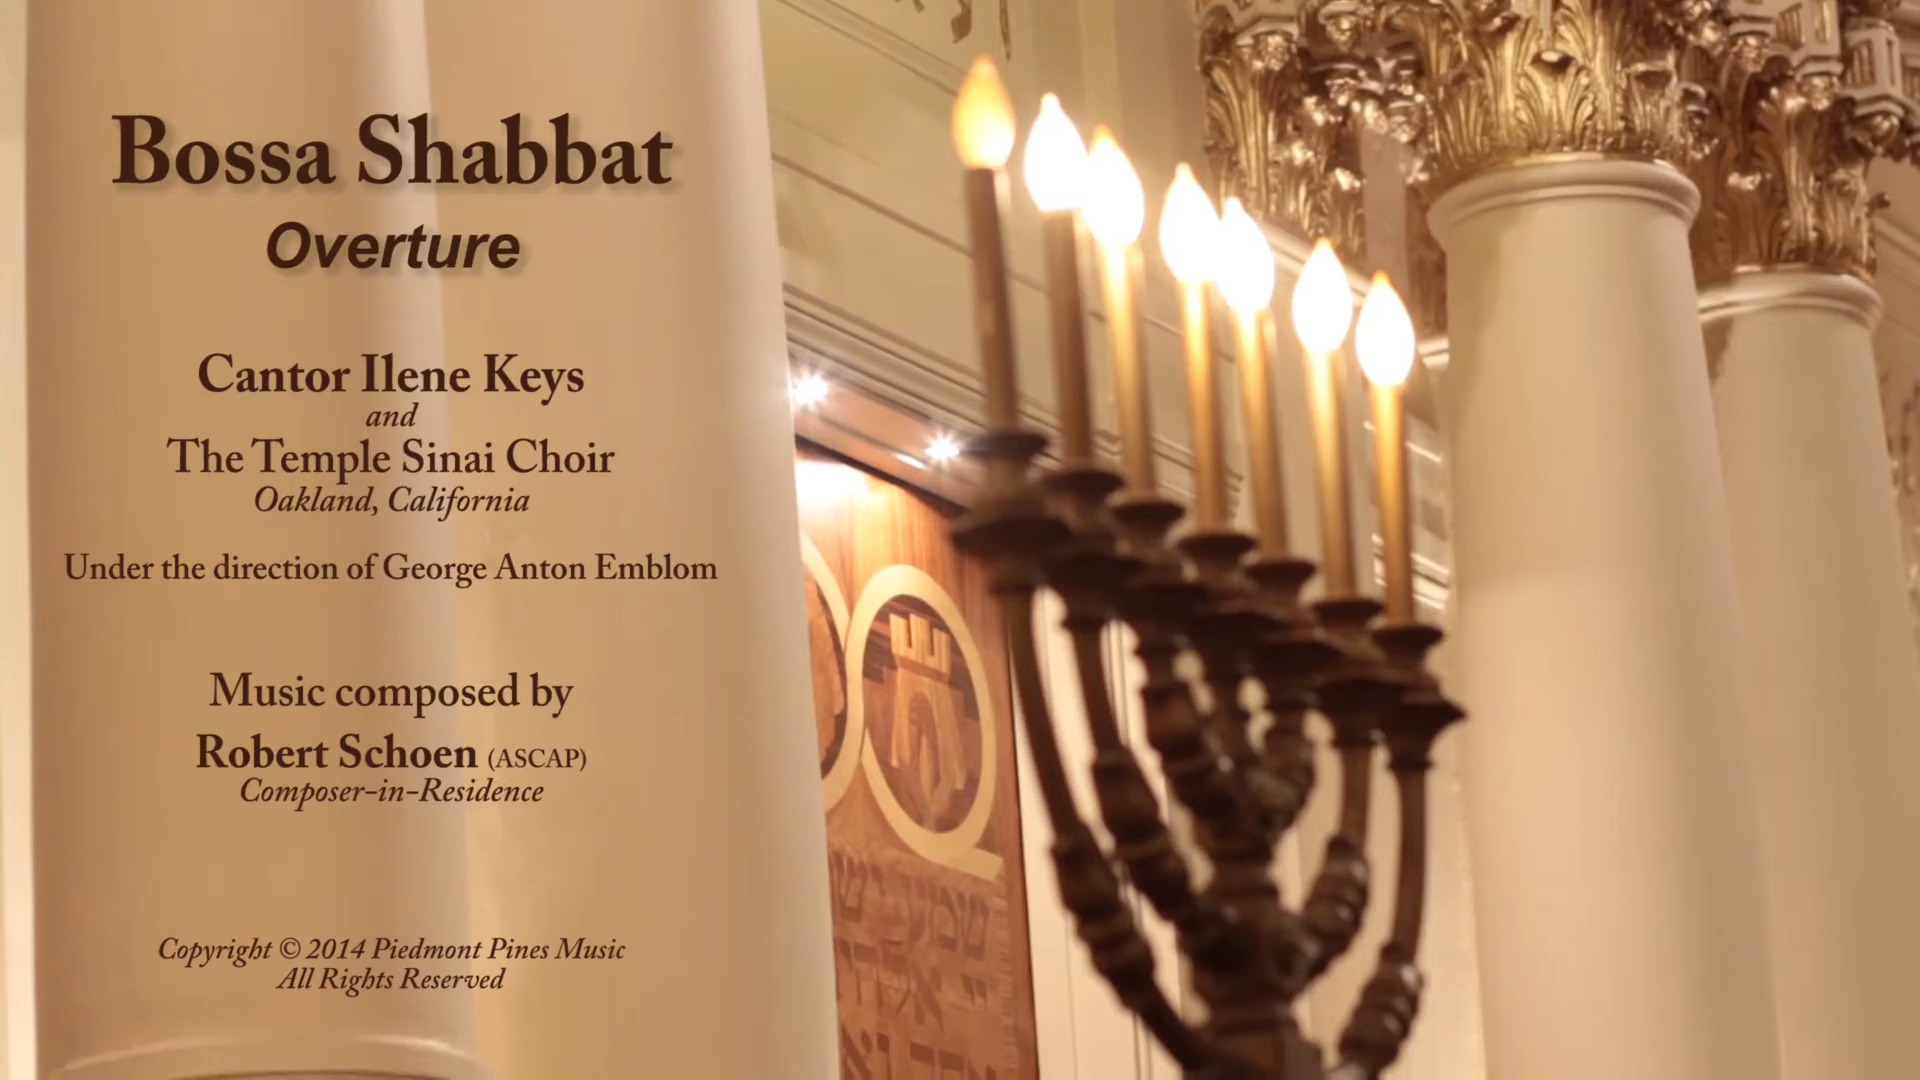 Bossa Shabbat
Overture
Cantor Ilene Keys
and
The Temple Sinai Choir
Oakland, California
Under the direction of George Anton Emblom
Music composed by
Robert Schoen (ASCAP)
Composer-in-Residence
Copyright © 2014 Piedmont Pines Music
All Rights Reserved